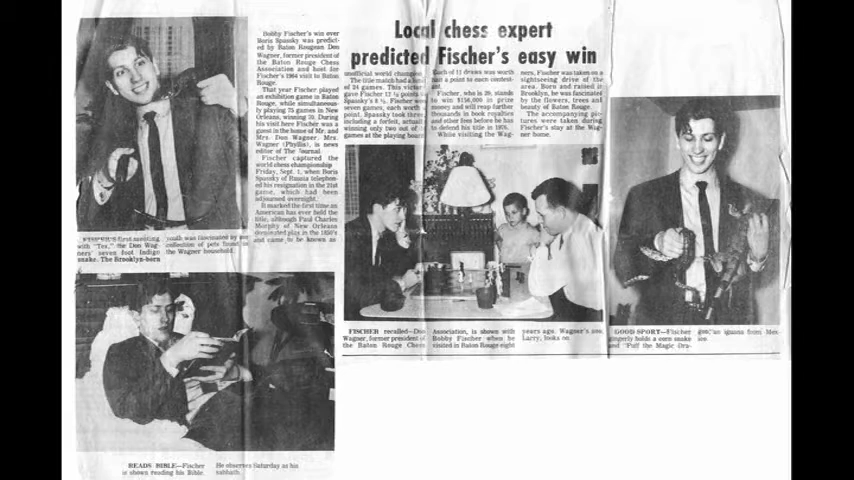 Local chess expert
predicted Fischer's easy win
Bobby Fischer's win over
Boris Spassky was predict-
ed by Baton Rougean Don
Wagner, former president of
the Baton Rouge Chess
Association and host for
Fischer's 1964 visit to Baton
Rouge.
That year Fischer played
an exhibition game in Baton
Rouge, while simultaneous-
ly playing 75 games in New
Orleans, winning 70. During
his visit here Fischer was a
guest in the home of Mr. and
Mrs. Don Wagner. Mrs.
Wagner (Phyllis), is news
editor of The Journal.
Fischer captured the
world chess championship
Friday, Sept. 1, when Boris
Spassky of Russia telephon-
ed his resignation in the 21st
game, which had been
adjourned overnight.
It marked the first time an
American has ever held the
title, although Paul Charles
Morphy of New Orleans
dominated play in the 1850's
and came to be known as
unofficial world champion
The title match had a limit
of 24 games. This victory
gave Fischer 12 ½ points to
Spassky's 8 ½. Fischer won
seven games, each worth
point. Spassky took three
including a forfeit, actually
winning only two out of
games at the playing board
Each of 11 draws was worth
half a point to each contest-
ant.
Fischer, who is 29, stands
to win $156,000 in prize
money and will reap further
thousands in book royalties
and other fees before he has
to defend his title in 1975.
While visiting the Wag-
ners, Fischer was taken on a
sightseeing drive of the
area. Born and raised in
Brooklyn, he was fascinated
by the flowers, trees and
beauty of Baton Rouge.
The accompanying pic-
tures were taken during
Fischer's stay at the Wag-
ner home.
FISCHER'S first meeting
with "Tex," the Don Wag-
ners' seven foot Indigo
snake. The Brooklyn-born
youth was fascinated by
collection of pets found in
the Wagner household.
FISCHER recalled—Don
Wagner, former president of
the Baton Rouge Chess
Association, is shown with
Bobby Fischer when he
visited in Baton Rouge eight
years ago. Wagner's son,
Larry, looks on.
GOOD SPORT—Fischer
gingerly holds a corn snake
and "Puff the Magic Dra-
gon," an iguana from Mex-
ico
READS BIBLE—Fischer
is shown reading his Bible.
He observes Saturday as his
sabbath.